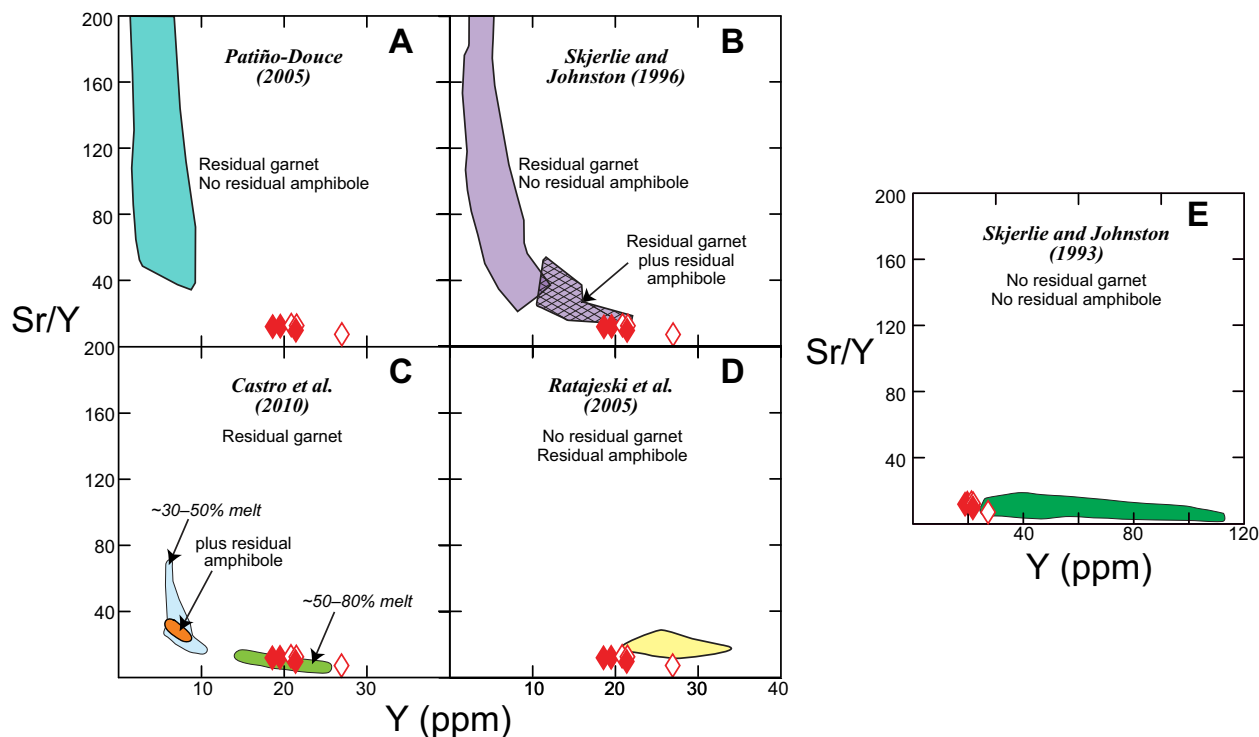 200
160
120
80
40
Sr/Y
A
Patiño-Douce
(2005)
Residual garnet
No residual amphibole
B
Skjerlie and
Johnston (1996)
Residual garnet
No residual amphibole
Residual garnet
plus residual
amphibole
200
160
120
80
40
C
Castro et al.
(2010)
Residual garnet
~30–50% melt
plus residual
amphibole
~50–80% melt
10
20
30
D
Ratajeski et al.
(2005)
No residual garnet
Residual amphibole
10
20
30
40
Y (ppm)
200
160
120
80
40
Sr/Y
E
Skjerlie and Johnston
(1993)
No residual garnet
No residual amphibole
40
80
120
Y (ppm)